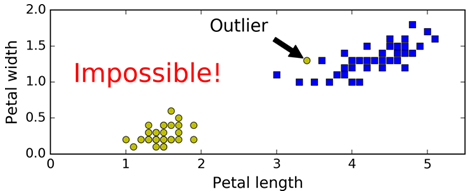 2.0
Outlier
1.5
Impossible!
1.0
0.5
0.0
Petal width
0
1
2
3
4
5
Petal length